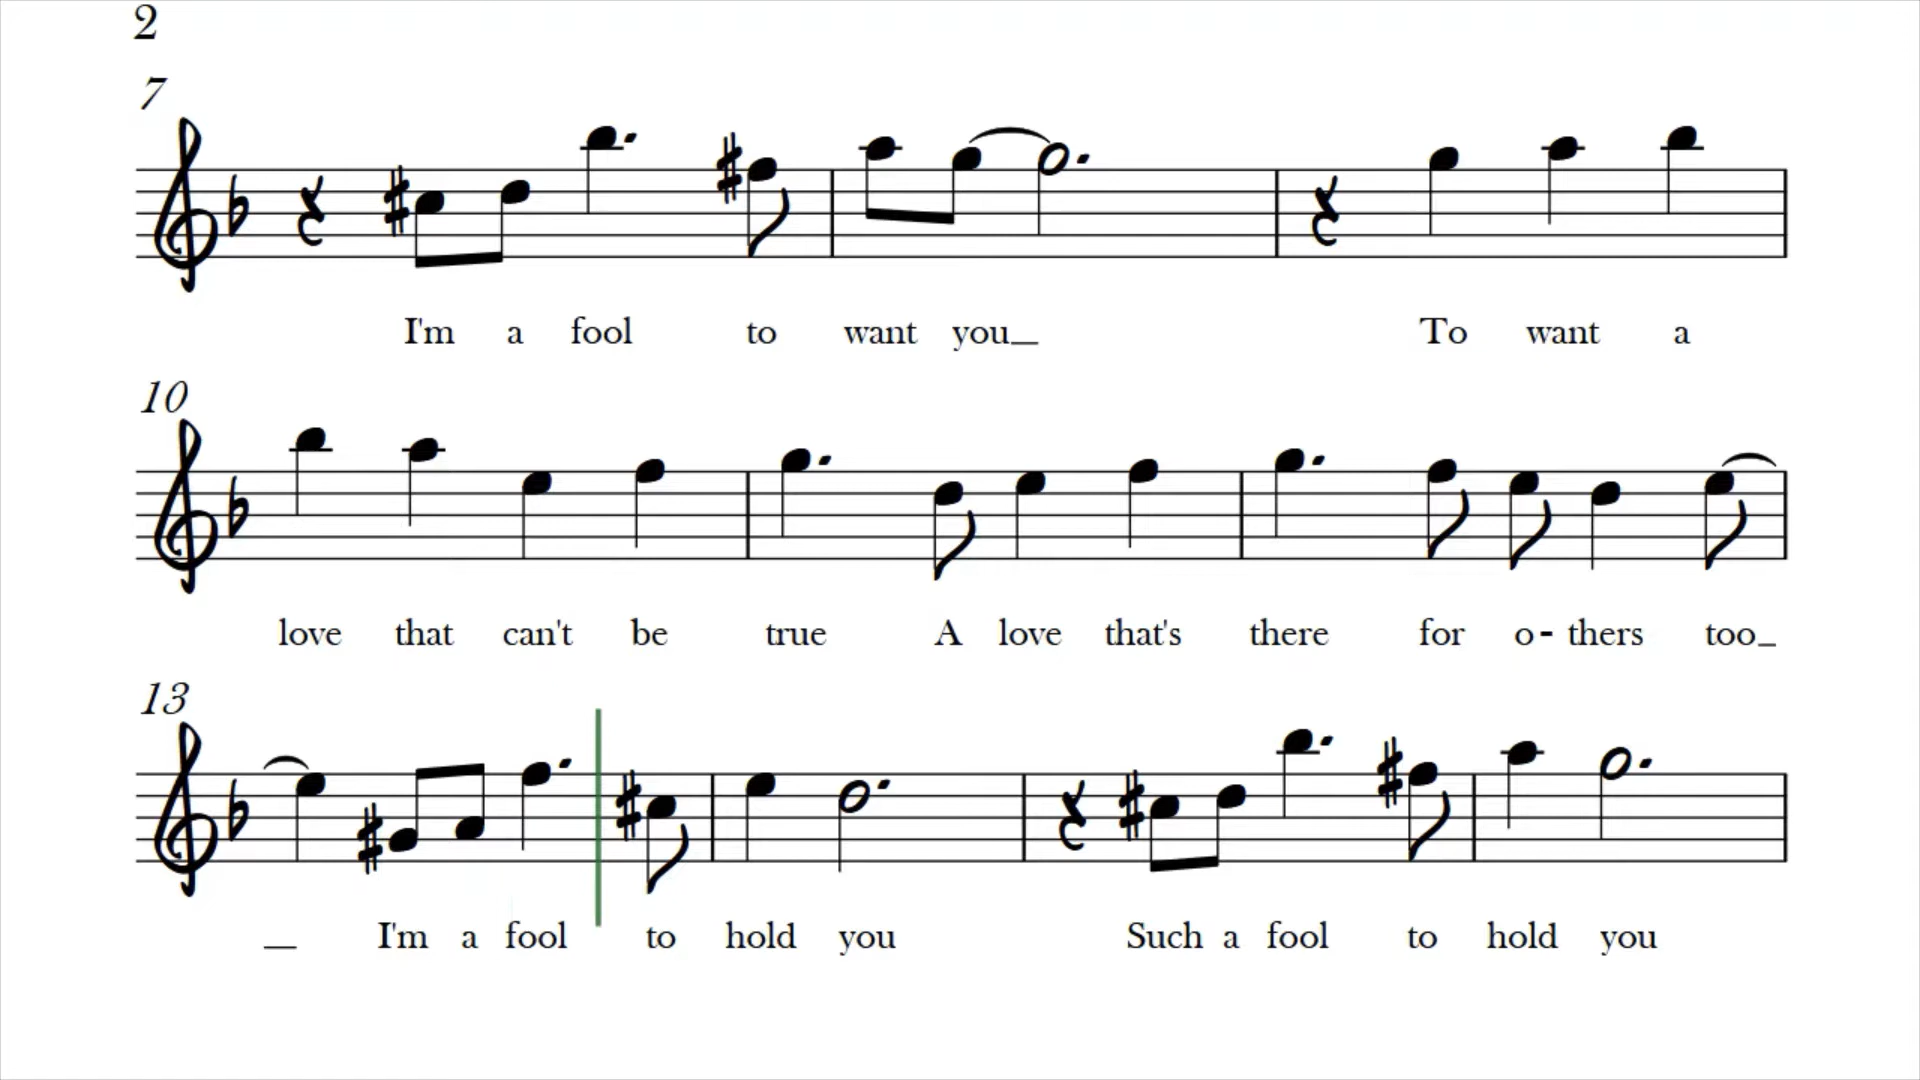 2
7
I'm a fool to want you_ To want a
10
love that can't be true A love that's there for o- thers too_
13
_ I'm a fool to hold you Such a fool to hold you